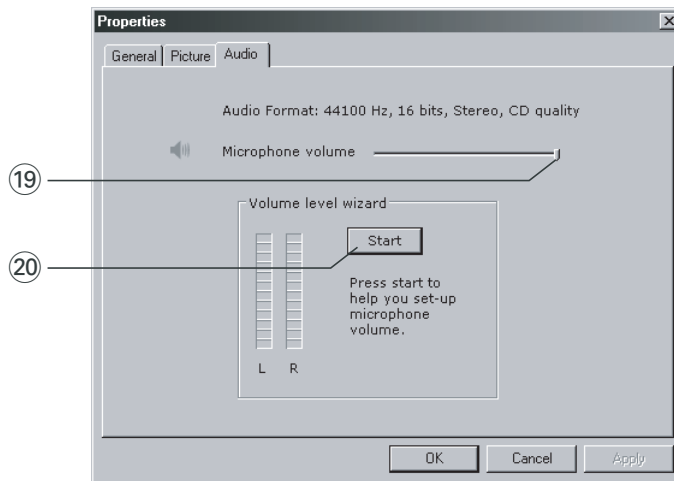 Properties
General Picture Audio
Audio Format: 44100 Hz, 16 bits, Stereo, CD quality
Microphone volume
19
Volume level wizard
Start
20
Press start to
help you set-up
microphone
volume.
L R
OK Cancel Apply